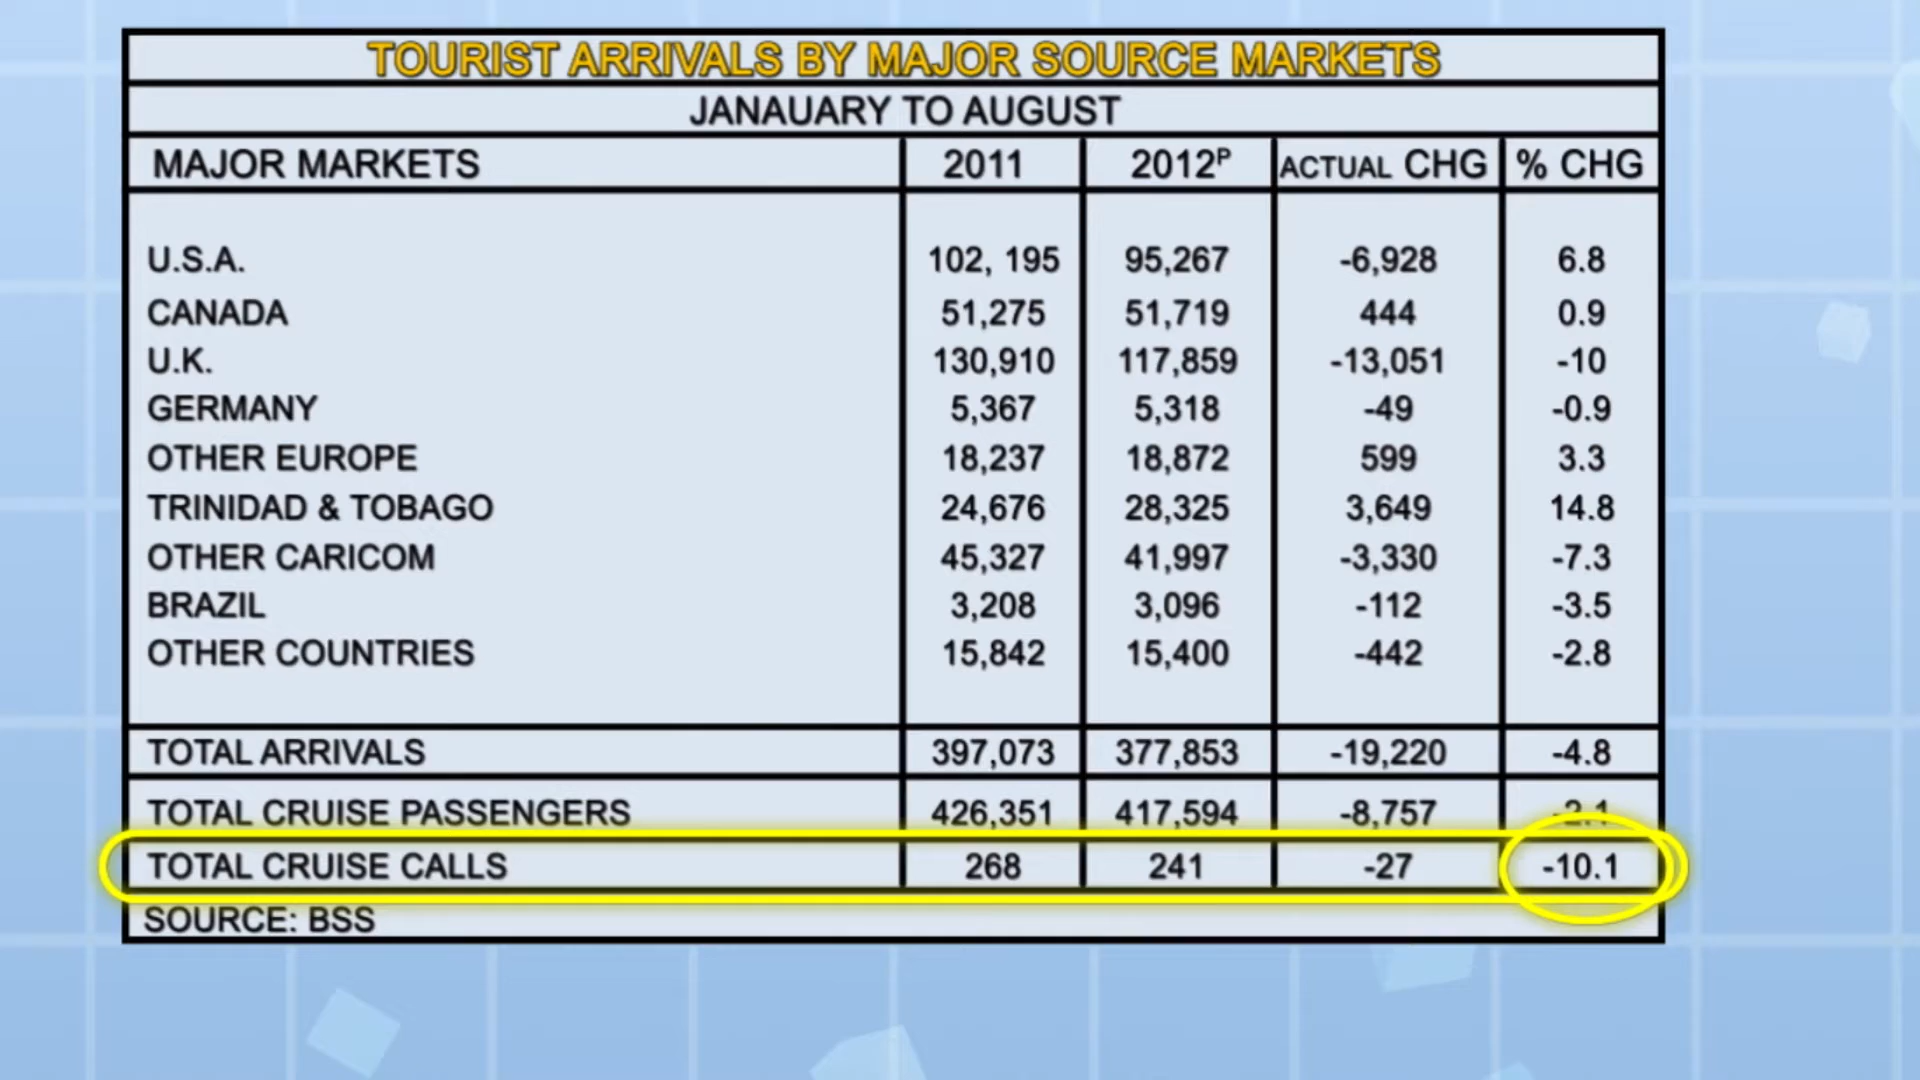 TOURIST ARRIVALS BY MAJOR SOURCE MARKETS
JANAUARY TO AUGUST
MAJOR MARKETS 2011 2012ᴾ ACTUAL CHG % CHG
U.S.A. 102, 195 95,267 -6,928 6.8
CANADA 51,275 51,719 444 0.9
U.K. 130,910 117,859 -13,051 -10
GERMANY 5,367 5,318 -49 -0.9
OTHER EUROPE 18,237 18,872 599 3.3
TRINIDAD & TOBAGO 24,676 28,325 3,649 14.8
OTHER CARICOM 45,327 41,997 -3,330 -7.3
BRAZIL 3,208 3,096 -112 -3.5
OTHER COUNTRIES 15,842 15,400 -442 -2.8
TOTAL ARRIVALS 397,073 377,853 -19,220 -4.8
TOTAL CRUISE PASSENGERS 426,351 417,594 -8,757 -2.1
TOTAL CRUISE CALLS 268 241 -27 -10.1
SOURCE: BSS